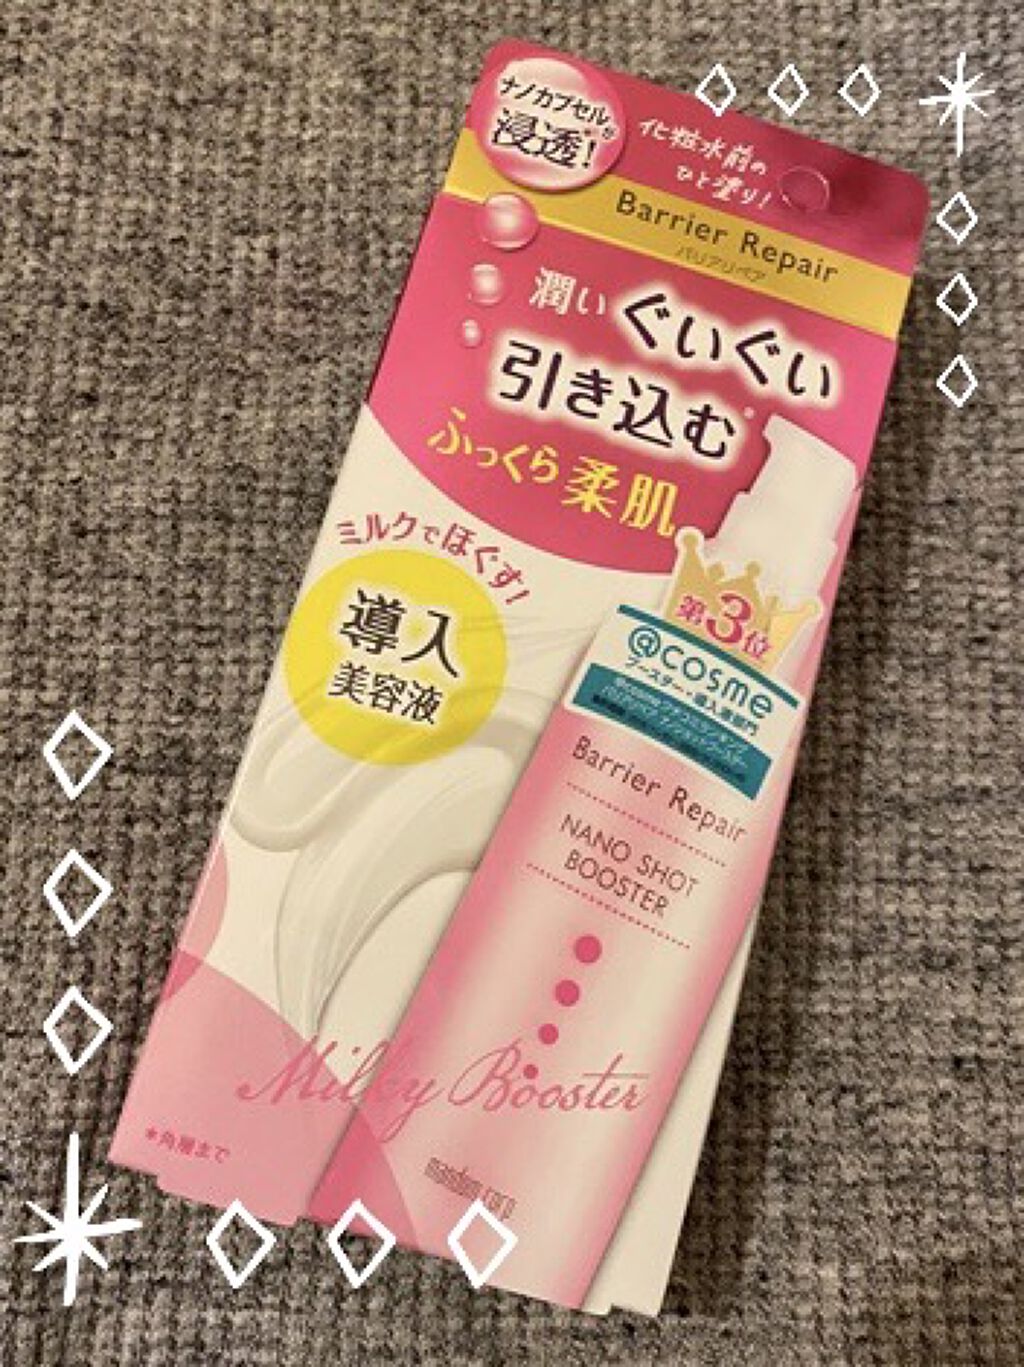 ナノカプセルが
浸透*!
化粧水前の
ひと塗り!
Barrier Repair
バリアリペア
潤いぐいぐい
引き込む*
ふっくら柔肌
ミルクでほぐす!
導入
美容液
第3位
@cosme
ブースター・導入液部門
Barrier Repair
NANO SHOT
BOOSTER
Milky Booster
*角層まで
mandom corp